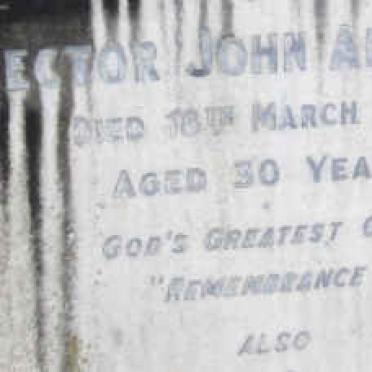 ECTOR JOHN A
DIED 18TH MARCH
AGED 30 YEA
GOD'S GREATEST G
"REMEMBRANCE
ALSO